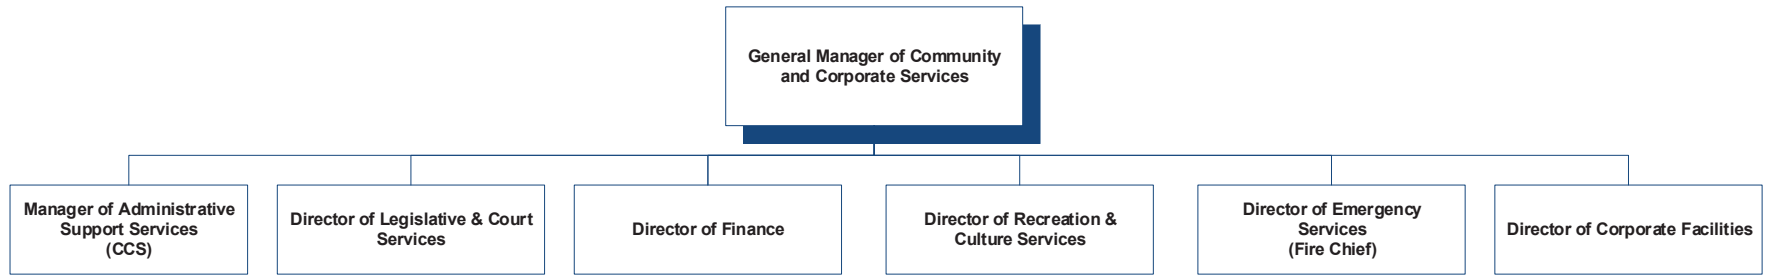 General Manager of Community
and Corporate Services
Manager of Administrative
Support Services
(CCS)
Director of Legislative & Court
Services
Director of Finance
Director of Recreation &
Culture Services
Director of Emergency
Services
(Fire Chief)
Director of Corporate Facilities